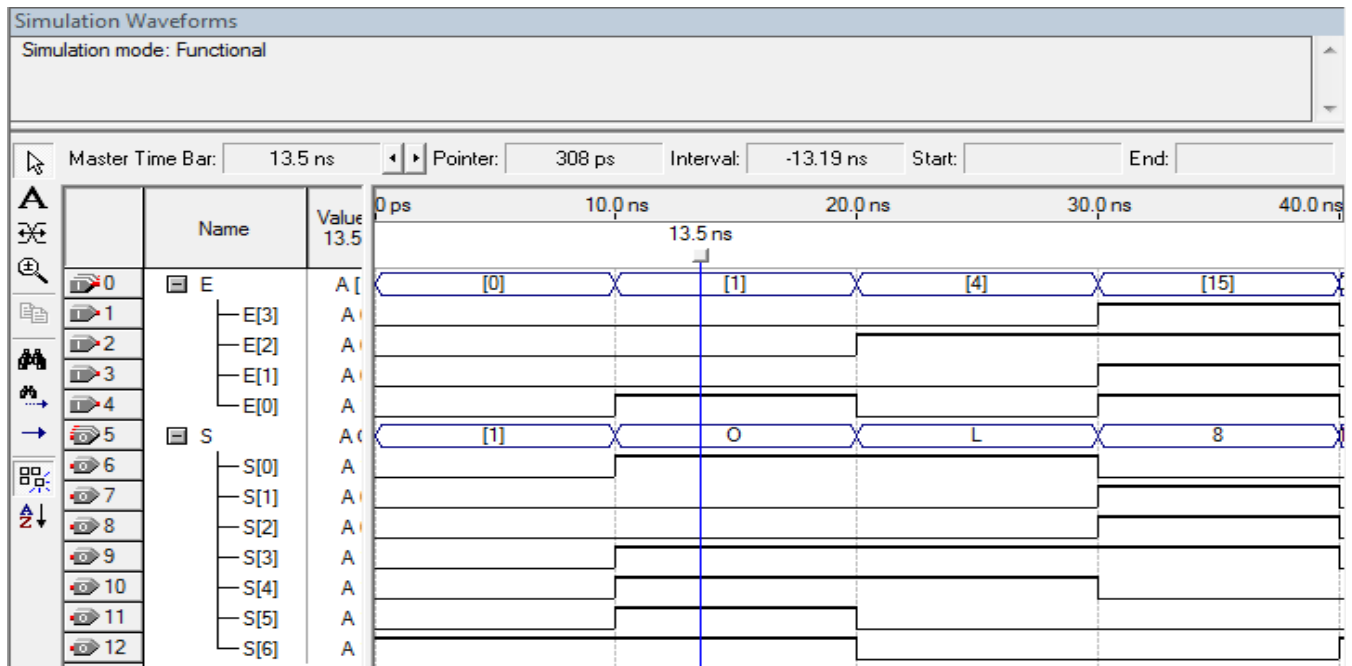 Simulation Waveforms
Simulation mode: Functional
Master Time Bar: 13.5 ns Pointer: 308 ps Interval: -13.19 ns Start: End:
Name Value 13.5
0 ps 10.0 ns 20.0 ns 30.0 ns 40.0 ns
13.5 ns
0 E A [ [0] [1] [4] [15]
1 E[3] A
2 E[2] A
3 E[1] A
4 E[0] A
5 S A [1] O L 8
6 S[0] A
7 S[1] A
8 S[2] A
9 S[3] A
10 S[4] A
11 S[5] A
12 S[6] A